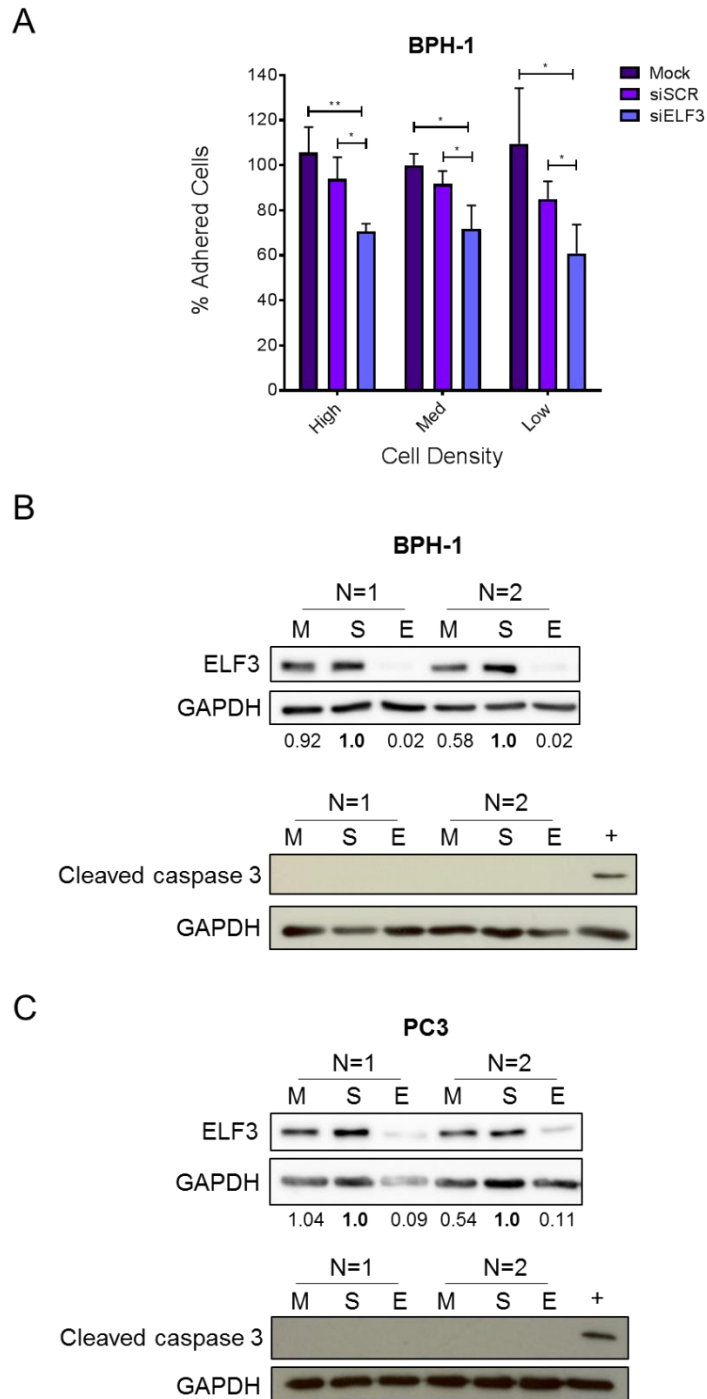 A
BPH-1
140
120
100
80
60
40
20
0
% Adhered Cells
** * * * * *
High Med Low
Cell Density
Mock
siSCR
siELF3
B
BPH-1
N=1 N=2
M S E M S E
ELF3
GAPDH
0.92 1.0 0.02 0.58 1.0 0.02
N=1 N=2
M S E M S E +
Cleaved caspase 3
GAPDH
C
PC3
N=1 N=2
M S E M S E
ELF3
GAPDH
1.04 1.0 0.09 0.54 1.0 0.11
N=1 N=2
M S E M S E +
Cleaved caspase 3
GAPDH